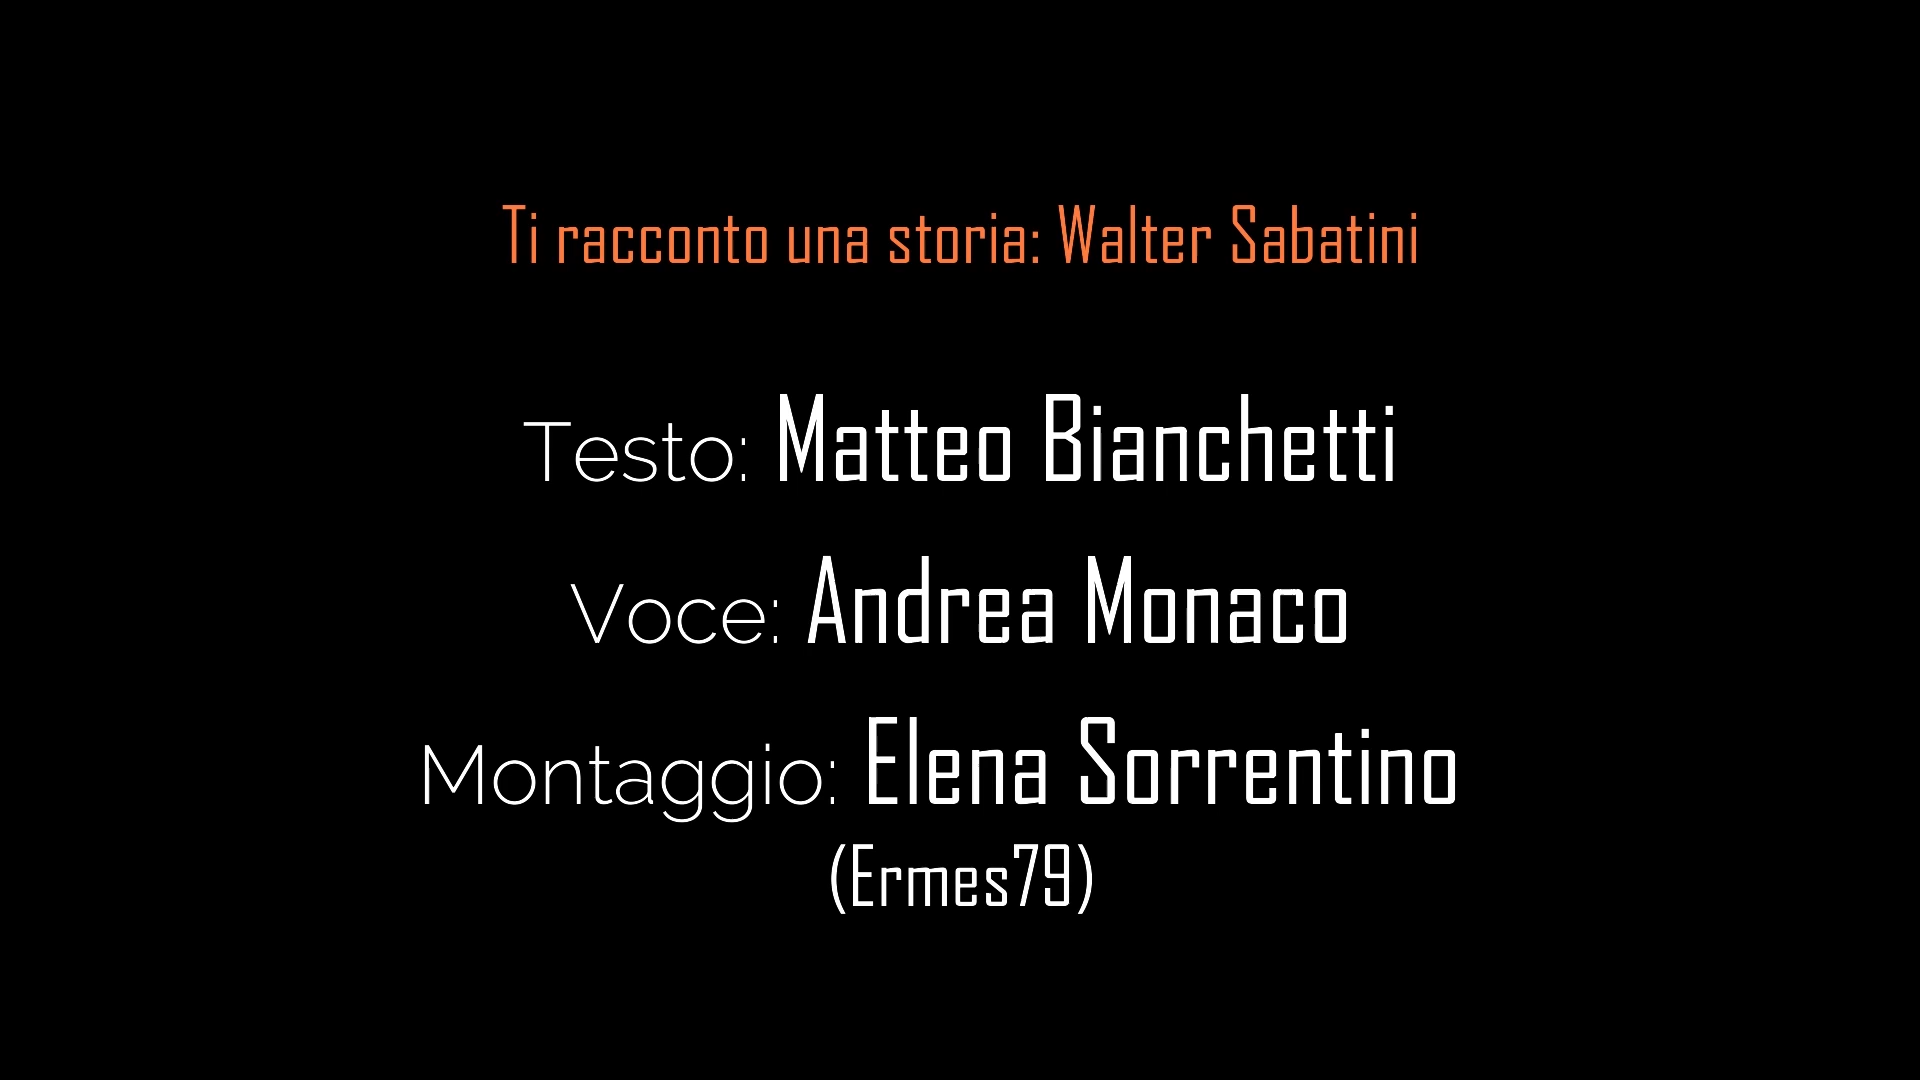 Ti racconto una storia: Walter Sabatini
Testo: Matteo Bianchetti
Voce: Andrea Monaco
Montaggio: Elena Sorrentino
(Ermes79)